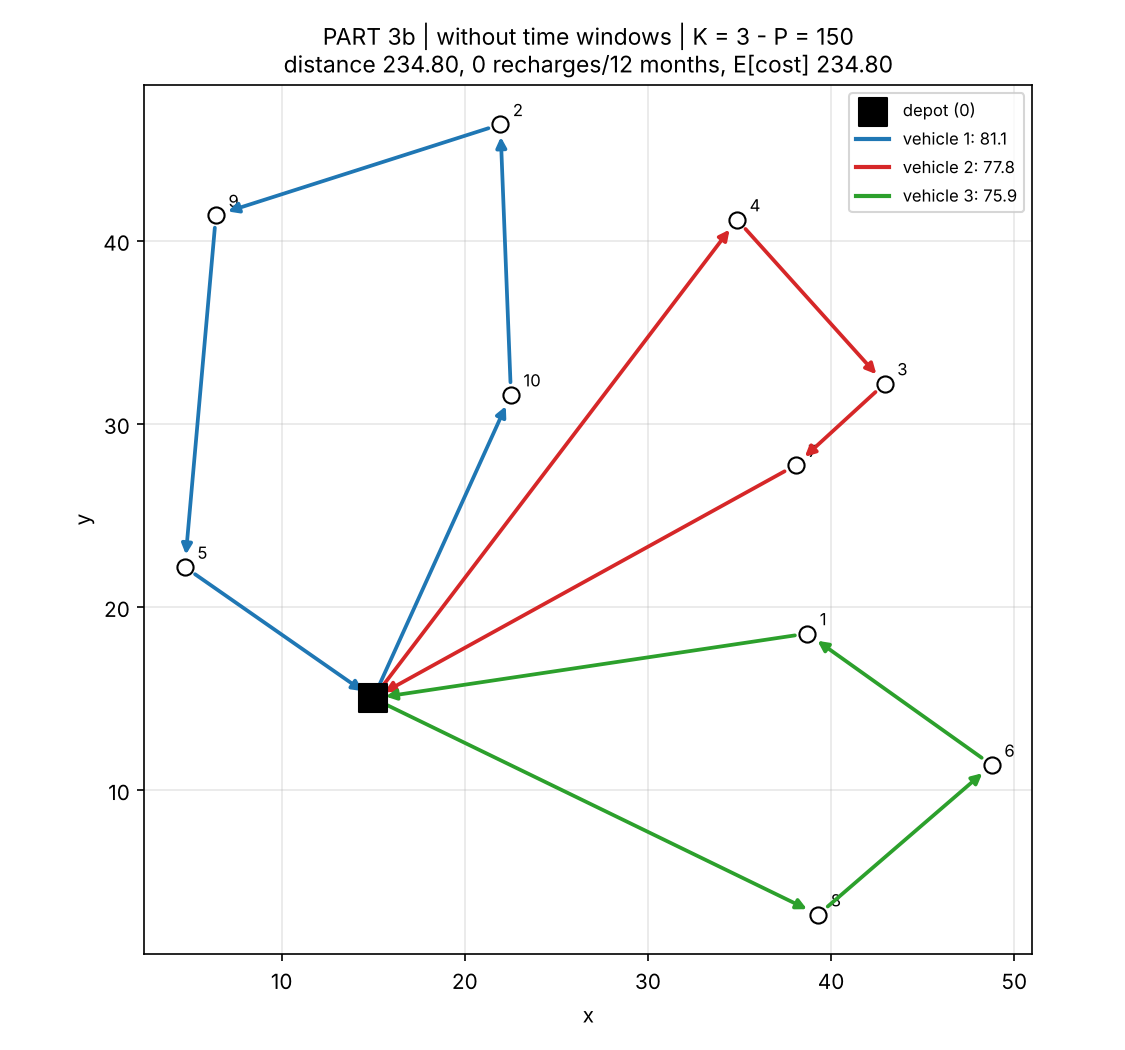 PART 3b | without time windows | K = 3 - P = 150
distance 234.80, 0 recharges/12 months, E[cost] 234.80
depot (0)
vehicle 1: 81.1
vehicle 2: 77.8
vehicle 3: 75.9
2
9
4
40
3
10
30
5
20
1
6
10
8
10
20
30
40
50
x
y